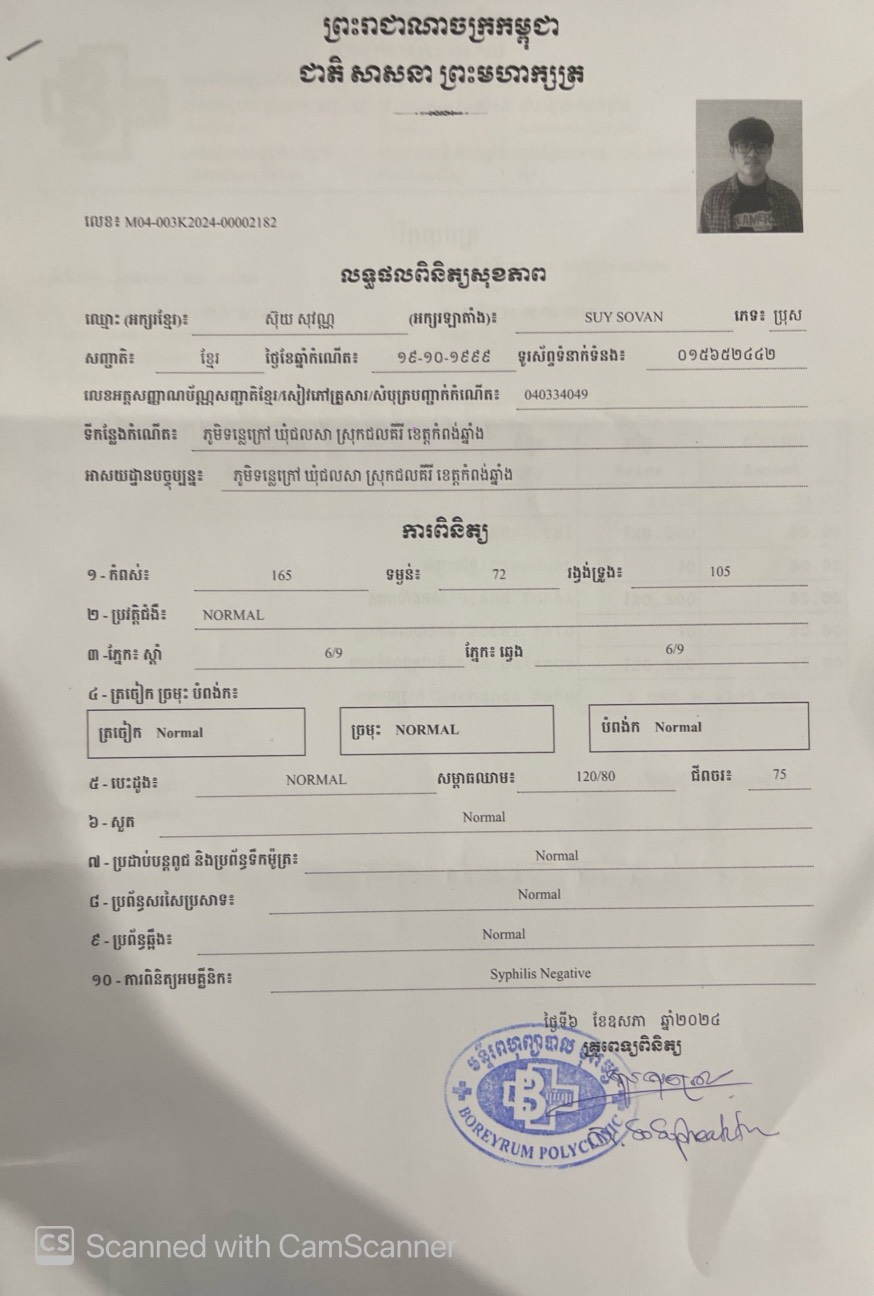 ព្រះរាជាណាចក្រកម្ពុជា
ជាតិ សាសនា ព្រះមហាក្សត្រ
លេខ៖ M04-003K2024-00002182
លទ្ធផលពិនិត្យសុខភាព
ឈ្មោះ (អក្សរខ្មែរ)៖ ស៊ុយ សុវណ្ណ (អក្សរឡាតាំង)៖ SUY SOVAN ភេទ៖ ប្រុស
សញ្ជាតិ៖ ខ្មែរ ថ្ងៃខែឆ្នាំកំណើត៖ ១៩-១០-១៩៩៩ ទូរស័ព្ទទំនាក់ទំនង៖ ០១៥៦៥២៤៤២
លេខអត្តសញ្ញាណប័ណ្ណសញ្ជាតិខ្មែរ/សៀវភៅគ្រួសារ/សំបុត្របញ្ជាក់កំណើត៖ 040334049
ទីកន្លែងកំណើត៖ ភូមិទន្លេក្រៅ ឃុំជលសា ស្រុកជលគីរី ខេត្តកំពង់ឆ្នាំង
អាសយដ្ឋានបច្ចុប្បន្ន៖ ភូមិទន្លេក្រៅ ឃុំជលសា ស្រុកជលគីរី ខេត្តកំពង់ឆ្នាំង
ការពិនិត្យ
១ - កំពស់៖ 165 ទម្ងន់៖ 72 រង្វង់ទ្រូង៖ 105
២ - ប្រវត្តិជំងឺ៖ NORMAL
៣ -ភ្នែក៖ ស្តាំ 6/9 ភ្នែក៖ ឆ្វេង 6/9
៤ - ត្រចៀក ច្រមុះ បំពង់ក៖
ត្រចៀក Normal ច្រមុះ NORMAL បំពង់ក Normal
៥ - បេះដូង៖ NORMAL សម្ពាធឈាម៖ 120/80 ជីពចរ៖ 75
៦ - សួត Normal
៧ - ប្រដាប់បន្តពូជ និងប្រព័ន្ធទឹកម៉ូត្រ៖ Normal
៨ - ប្រព័ន្ធសរសៃប្រសាទ៖ Normal
៩ - ប្រព័ន្ធឆ្អឹង៖ Normal
១០ - ការពិនិត្យអមគ្លីនិក៖ Syphilis Negative
ថ្ងៃទី៦ ខែឧសភា ឆ្នាំ២០២៤
គ្រូពេទ្យពិនិត្យ
BOREYRUM POLYCLINIC
CS Scanned with CamScanner